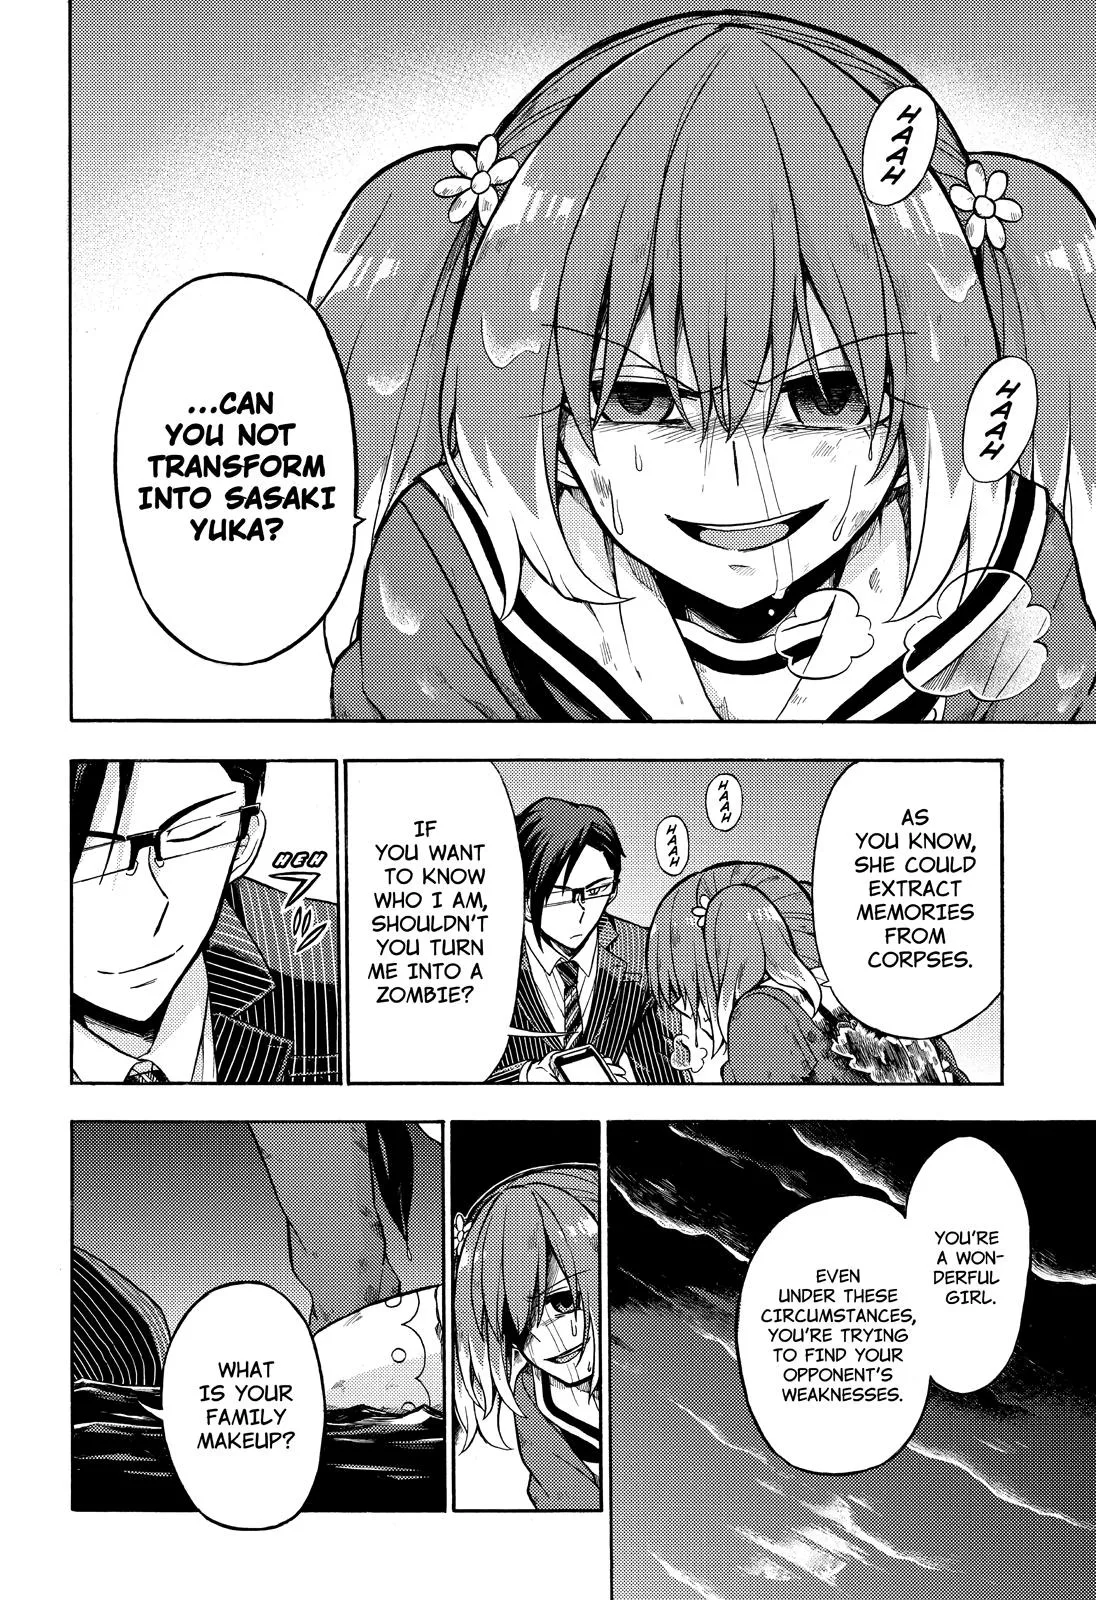 HAAH
HAAH
...CAN
YOU NOT
TRANSFORM
INTO SASAKI
YUKA?
AS
YOU KNOW,
SHE COULD
EXTRACT
MEMORIES
FROM
CORPSES.
HAAH
HAAH
IF
YOU WANT
TO KNOW
WHO I AM,
SHOULDN'T
YOU TURN
ME INTO A
ZOMBIE?
HEH
YOU'RE
A WON-
DERFUL
GIRL.
EVEN
UNDER THESE
CIRCUMSTANCES,
YOU'RE TRYING
TO FIND YOUR
OPPONENT'S
WEAKNESSES.
WHAT
IS YOUR
FAMILY
MAKEUP?